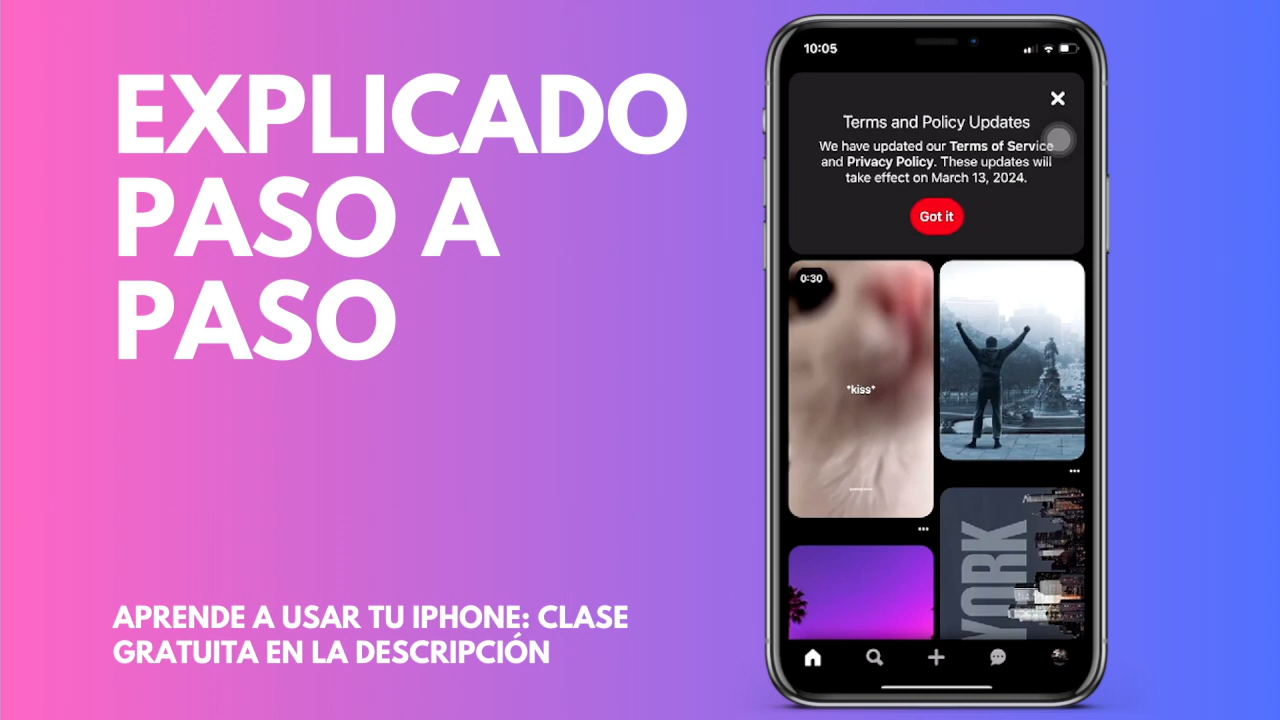 EXPLICADO
PASO A
PASO
APRENDE A USAR TU IPHONE: CLASE
GRATUITA EN LA DESCRIPCIÓN
10:05
Terms and Policy Updates
We have updated our Terms of Service
and Privacy Policy. These updates will
take effect on March 13, 2024.
Got it
0:30
*kiss*
YORK